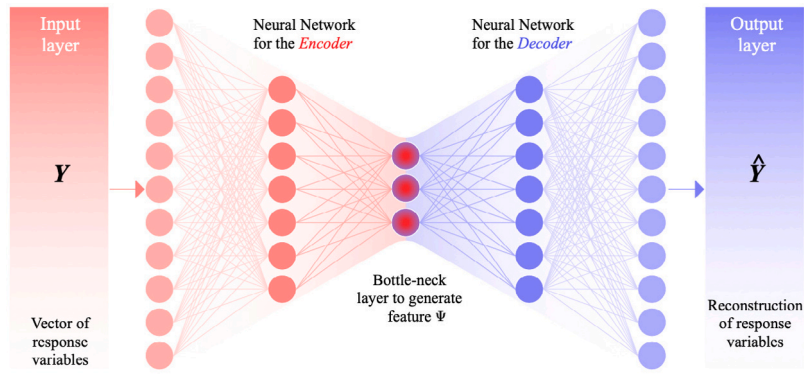 Input
layer
Y
Vector of
response
variables
Neural Network
for the Encoder
Bottle-neck
layer to generate
feature Ψ
Neural Network
for the Decoder
Output
layer
Ŷ
Reconstruction
of response
variables